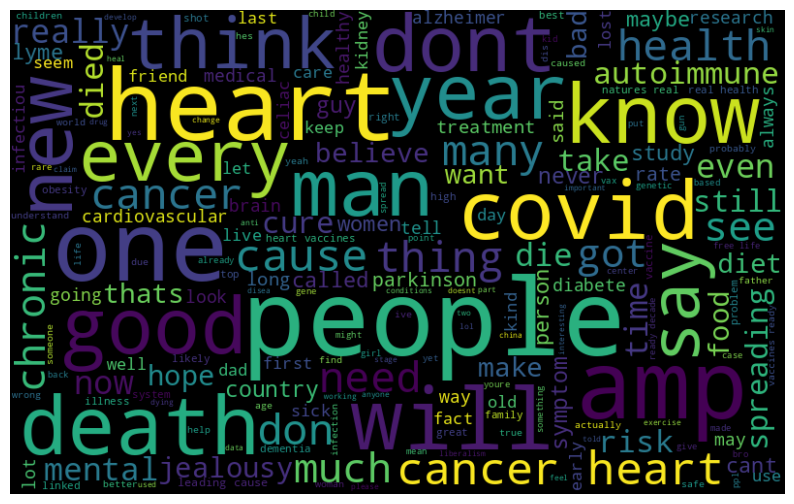 children
develop
shot
last
alzheimer
child
best
maybe
research
skin
really
think
dont
health
bad
lost
lyme
hes
kidney
seem
heal
friend
medical
care
healthy
caused
autoimmune
died
natures real
real health
infectiou
new
heart
year
know
guy
said
put
gun
always
world
drug
change
yes
next
celiac
keep
right
treatment
every
let
yeah
believe
many
take
study
even
rare
claim
probably
obesity
never
rate
vax
genetic
based
understand
anti
spread
high
important
cancer
man
want
covid
still
cardiovascular
brain
cure
women
tell
day
see
one
life
live
heart vaccines
point
cause
thing
die
got
free life
due
already
top
center
vaccine
father
chronic
going
thats
long
called
parkinson
person
diabete
diet
look
gene
conditions
doesnt
part
kind
food
time
say
problem
spreading
ready decade
vaccines ready
someone
good
people
might
ive
two
lol
china
interesting
likely
find
girl
stage
yet
case
well
hope
dad
first
need
make
amp
back
now
system
country
way
old
symptom
wrong
illness
dying
working
anyone
youre
fact
family
something
actually
exercise
made
death
don
age
sick
infection
great
true
will
told
give
bro
may
help
data
dementia
risk
early
cant
lot
mental
jealousy
much
cancer
heart
use
linked
better
used
leading cause
woman
mean
please
liberalism
feel
safe
ppl